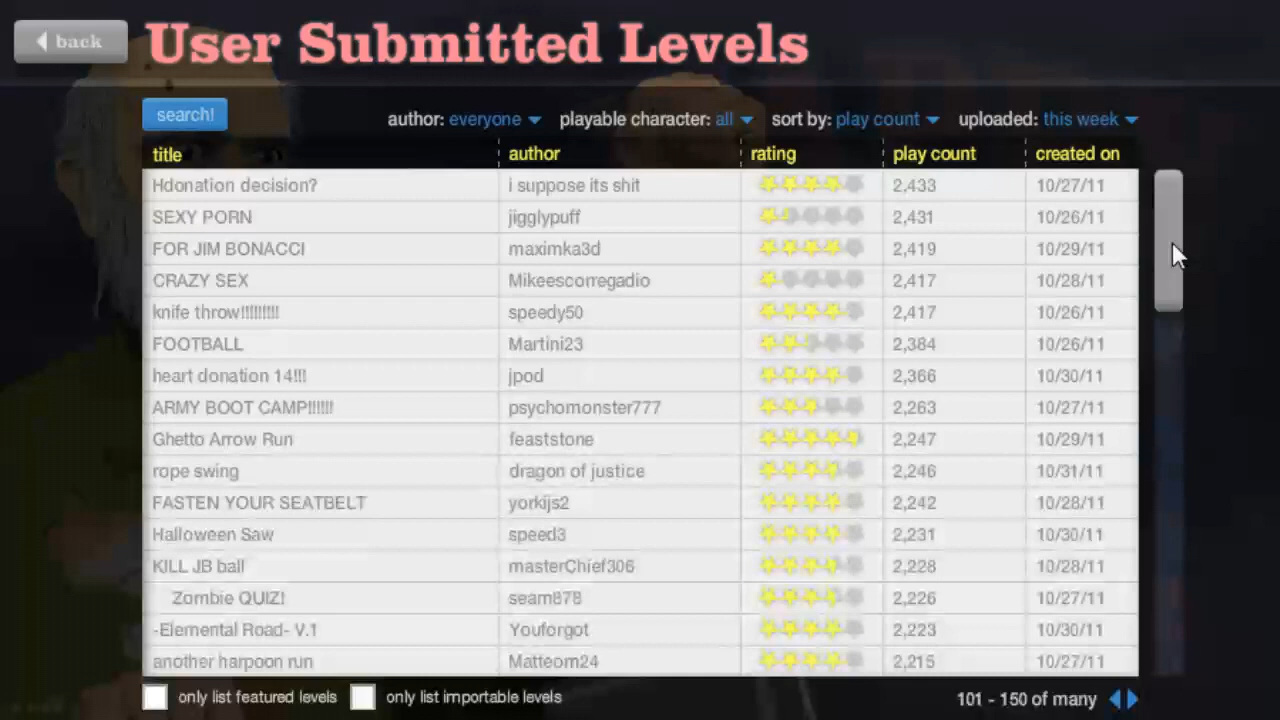 back
User Submitted Levels
search!
author: everyone playable character: all sort by: play count uploaded: this week
title author rating play count created on
Hdonation decision? i suppose its shit 2,433 10/27/11
SEXY PORN jigglypuff 2,431 10/26/11
FOR JIM BONACCI maximka3d 2,419 10/29/11
CRAZY SEX Mikeescorregadio 2,417 10/28/11
knife throw!!!!!!!!! speedy50 2,417 10/26/11
FOOTBALL Martini23 2,384 10/26/11
heart donation 14!!! jpod 2,366 10/30/11
ARMY BOOT CAMP!!!!!! psychomonster777 2,263 10/27/11
Ghetto Arrow Run feaststone 2,247 10/29/11
rope swing dragon of justice 2,246 10/31/11
FASTEN YOUR SEATBELT yorkijs2 2,242 10/28/11
Halloween Saw speed3 2,231 10/30/11
KILL JB ball masterChief306 2,228 10/28/11
Zombie QUIZ! seam878 2,226 10/27/11
-Elemental Road- V.1 Youforgot 2,223 10/30/11
another harpoon run Matteom24 2,215 10/27/11
only list featured levels only list importable levels 101 - 150 of many